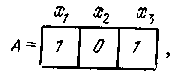 x₁ x₂ x₃
A = 1 0 1 ,